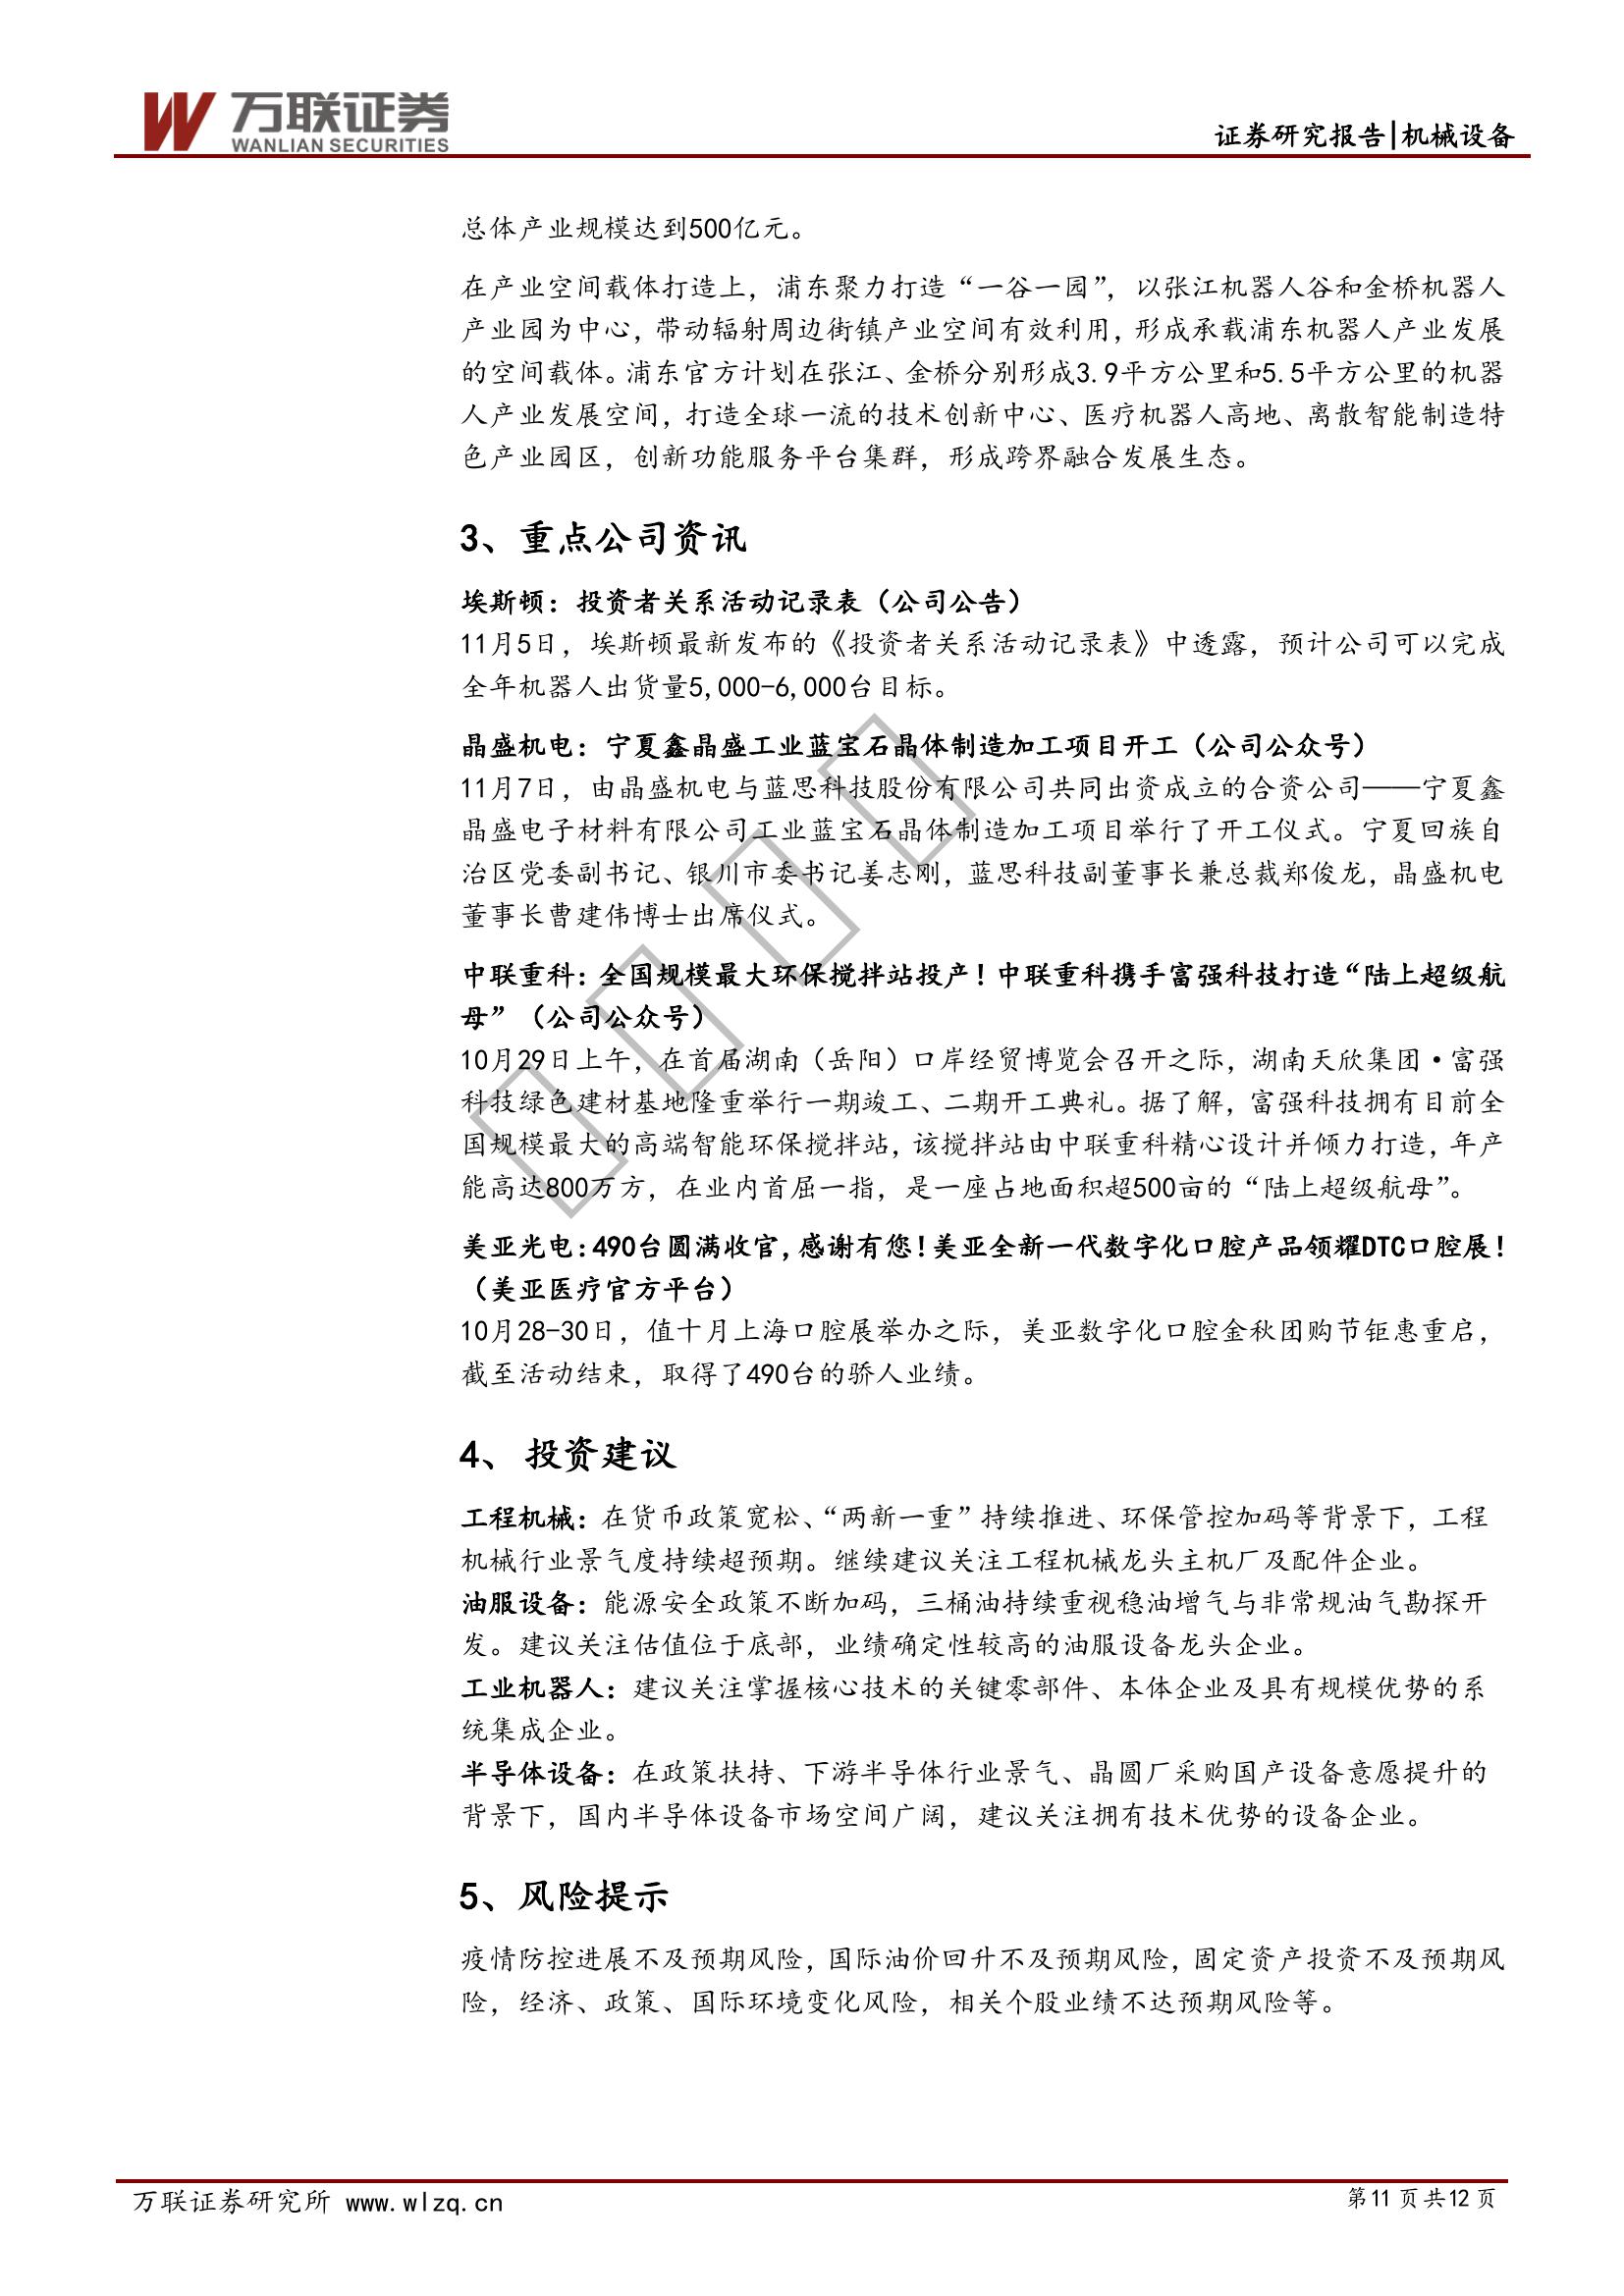 万联证券
WANLIAN SECURITIES
证券研究报告|机械设备
总体产业规模达到500亿元。
在产业空间载体打造上，浦东聚力打造“一谷一园”，以张江机器人谷和金桥机器人
产业园为中心，带动辐射周边街镇产业空间有效利用，形成承载浦东机器人产业发展
的空间载体。浦东官方计划在张江、金桥分别形成3.9平方公里和5.5平方公里的机器
人产业发展空间，打造全球一流的技术创新中心、医疗机器人高地、离散智能制造特
色产业园区，创新功能服务平台集群，形成跨界融合发展生态。
3、重点公司资讯
埃斯顿：投资者关系活动记录表（公司公告）
11月5日，埃斯顿最新发布的《投资者关系活动记录表》中透露，预计公司可以完成
全年机器人出货量5,000-6,000台目标。
晶盛机电：宁夏鑫晶盛工业蓝宝石晶体制造加工项目开工（公司公众号）
11月7日，由晶盛机电与蓝思科技股份有限公司共同出资成立的合资公司——宁夏鑫
晶盛电子材料有限公司工业蓝宝石晶体制造加工项目举行了开工仪式。宁夏回族自
治区党委副书记、银川市委书记姜志刚，蓝思科技副董事长兼总裁郑俊龙，晶盛机电
董事长曹建伟博士出席仪式。
中联重科：全国规模最大环保搅拌站投产！中联重科携手富强科技打造“陆上超级航
母”（公司公众号）
10月29日上午，在首届湖南（岳阳）口岸经贸博览会召开之际，湖南天欣集团·富强
科技绿色建材基地隆重举行一期竣工、二期开工典礼。据了解，富强科技拥有目前全
国规模最大的高端智能环保搅拌站，该搅拌站由中联重科精心设计并倾力打造，年产
能高达800万方，在业内首屈一指，是一座占地面积超500亩的“陆上超级航母”。
美亚光电：490台圆满收官，感谢有您！美亚全新一代数字化口腔产品领耀DTC口腔展！
（美亚医疗官方平台）
10月28-30日，值十月上海口腔展举办之际，美亚数字化口腔金秋团购节钜惠重启，
截至活动结束，取得了490台的骄人业绩。
4、 投资建议
工程机械：在货币政策宽松、“两新一重”持续推进、环保管控加码等背景下，工程
机械行业景气度持续超预期。继续建议关注工程机械龙头主机厂及配件企业。
油服设备：能源安全政策不断加码，三桶油持续重视稳油增气与非常规油气勘探开
发。建议关注估值位于底部，业绩确定性较高的油服设备龙头企业。
工业机器人：建议关注掌握核心技术的关键零部件、本体企业及具有规模优势的系
统集成企业。
半导体设备：在政策扶持、下游半导体行业景气、晶圆厂采购国产设备意愿提升的
背景下，国内半导体设备市场空间广阔，建议关注拥有技术优势的设备企业。
5、风险提示
疫情防控进展不及预期风险，国际油价回升不及预期风险，固定资产投资不及预期风
险，经济、政策、国际环境变化风险，相关个股业绩不达预期风险等。
万联证券研究所 www.wlzq.cn
第11 页 共12 页